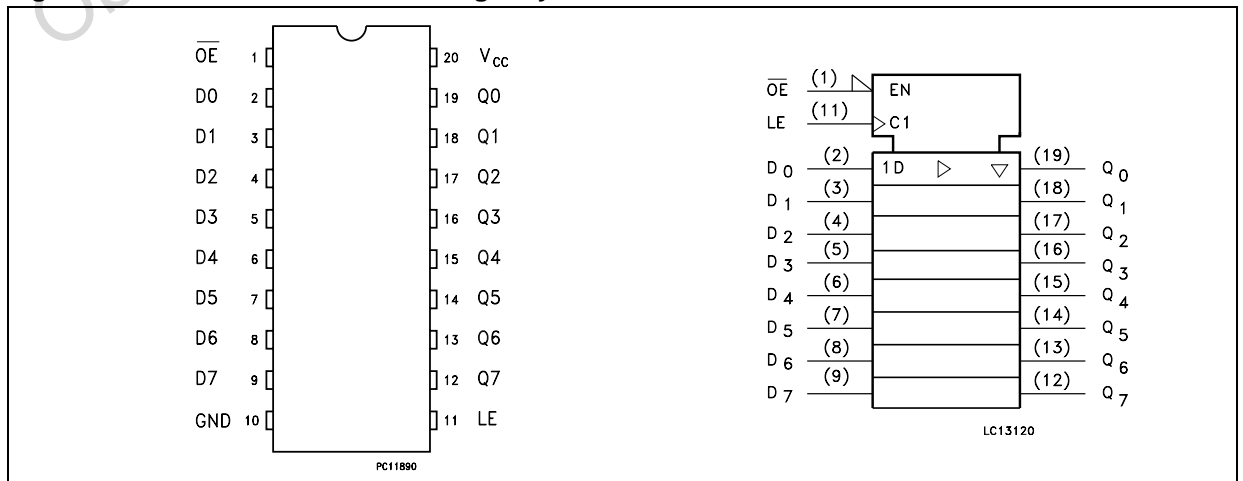 Ob
OE 1 20 VCC
D0 2 19 Q0
D1 3 18 Q1
D2 4 17 Q2
D3 5 16 Q3
D4 6 15 Q4
D5 7 14 Q5
D6 8 13 Q6
D7 9 12 Q7
GND 10 11 LE
PC11890
OE (1) EN
LE (11) C1
D0 (2) 1D (19) Q0
D1 (3) (18) Q1
D2 (4) (17) Q2
D3 (5) (16) Q3
D4 (6) (15) Q4
D5 (7) (14) Q5
D6 (8) (13) Q6
D7 (9) (12) Q7
LC13120